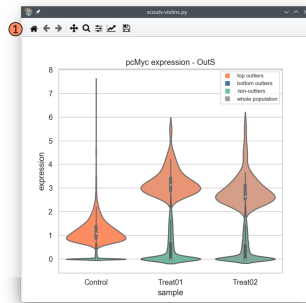 scouts-violins.py
1
pcMyc expression - OutS
top outliers
bottom outliers
non-outliers
whole population
8
7
6
5
4
3
2
1
0
expression
Control
Treat01
Treat02
sample